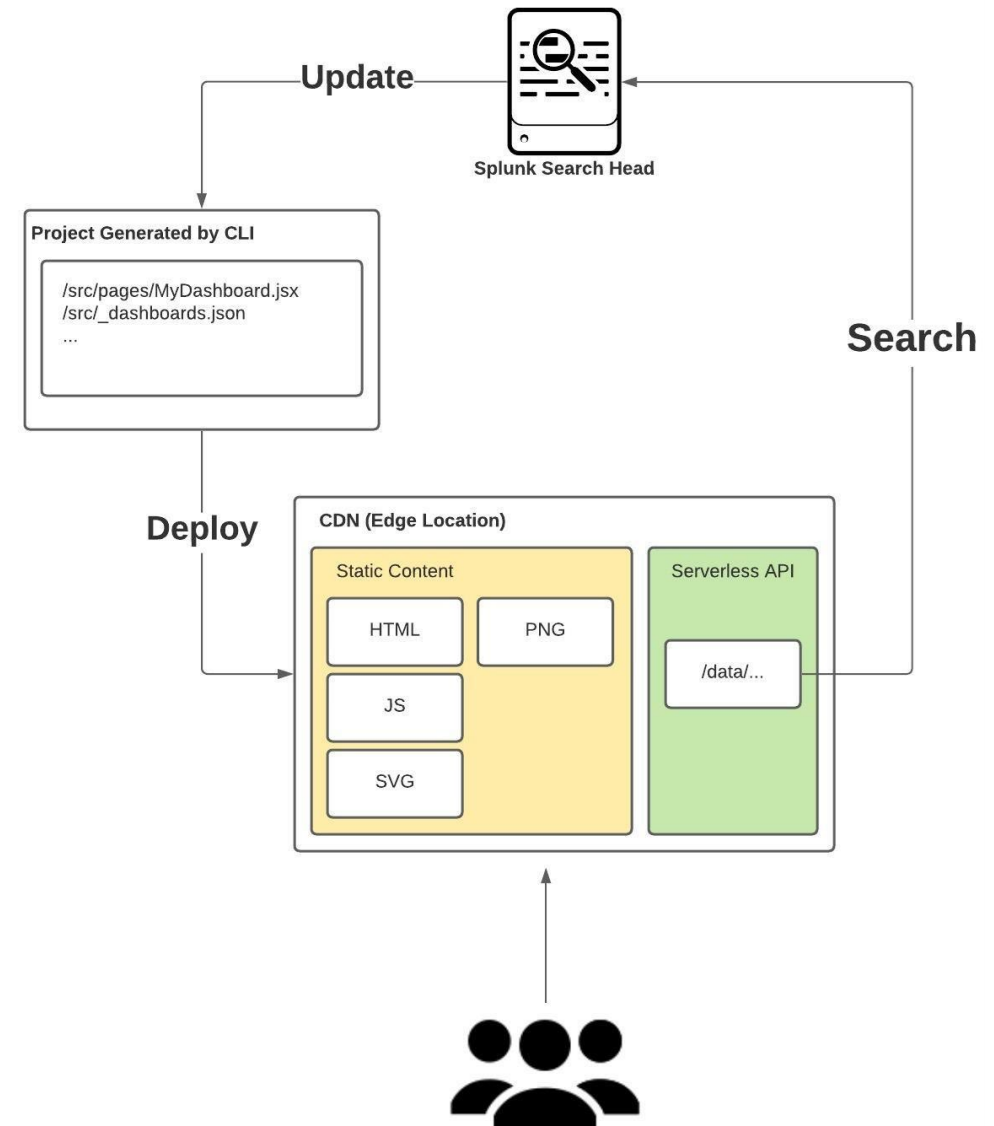 Update
Splunk Search Head
Project Generated by CLI
/src/pages/MyDashboard.jsx
/src/_dashboards.json
...
Search
Deploy
CDN (Edge Location)
Static Content
Serverless API
HTML
PNG
/data/...
JS
SVG